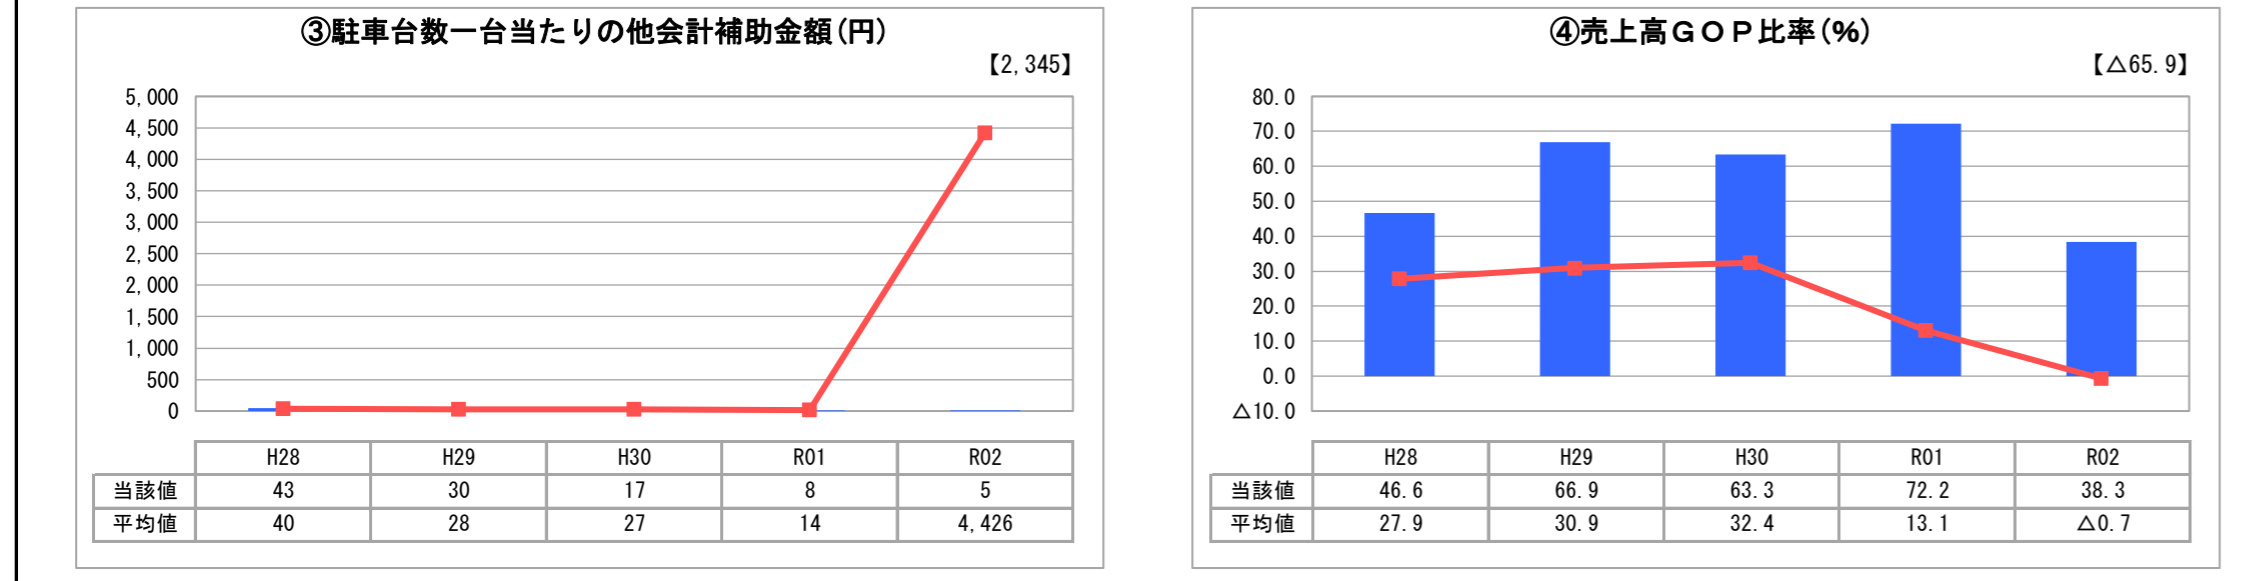 ③駐車台数一台当たりの他会計補助金額(円)
【2,345】
5,000
4,500
4,000
3,500
3,000
2,500
2,000
1,500
1,000
500
0
H28 H29 H30 R01 R02
当該値 43 30 17 8 5
平均値 40 28 27 14 4,426
④売上高ＧＯＰ比率(％)
【△65.9】
80.0
70.0
60.0
50.0
40.0
30.0
20.0
10.0
0.0
△10.0
H28 H29 H30 R01 R02
当該値 46.6 66.9 63.3 72.2 38.3
平均値 27.9 30.9 32.4 13.1 △0.7